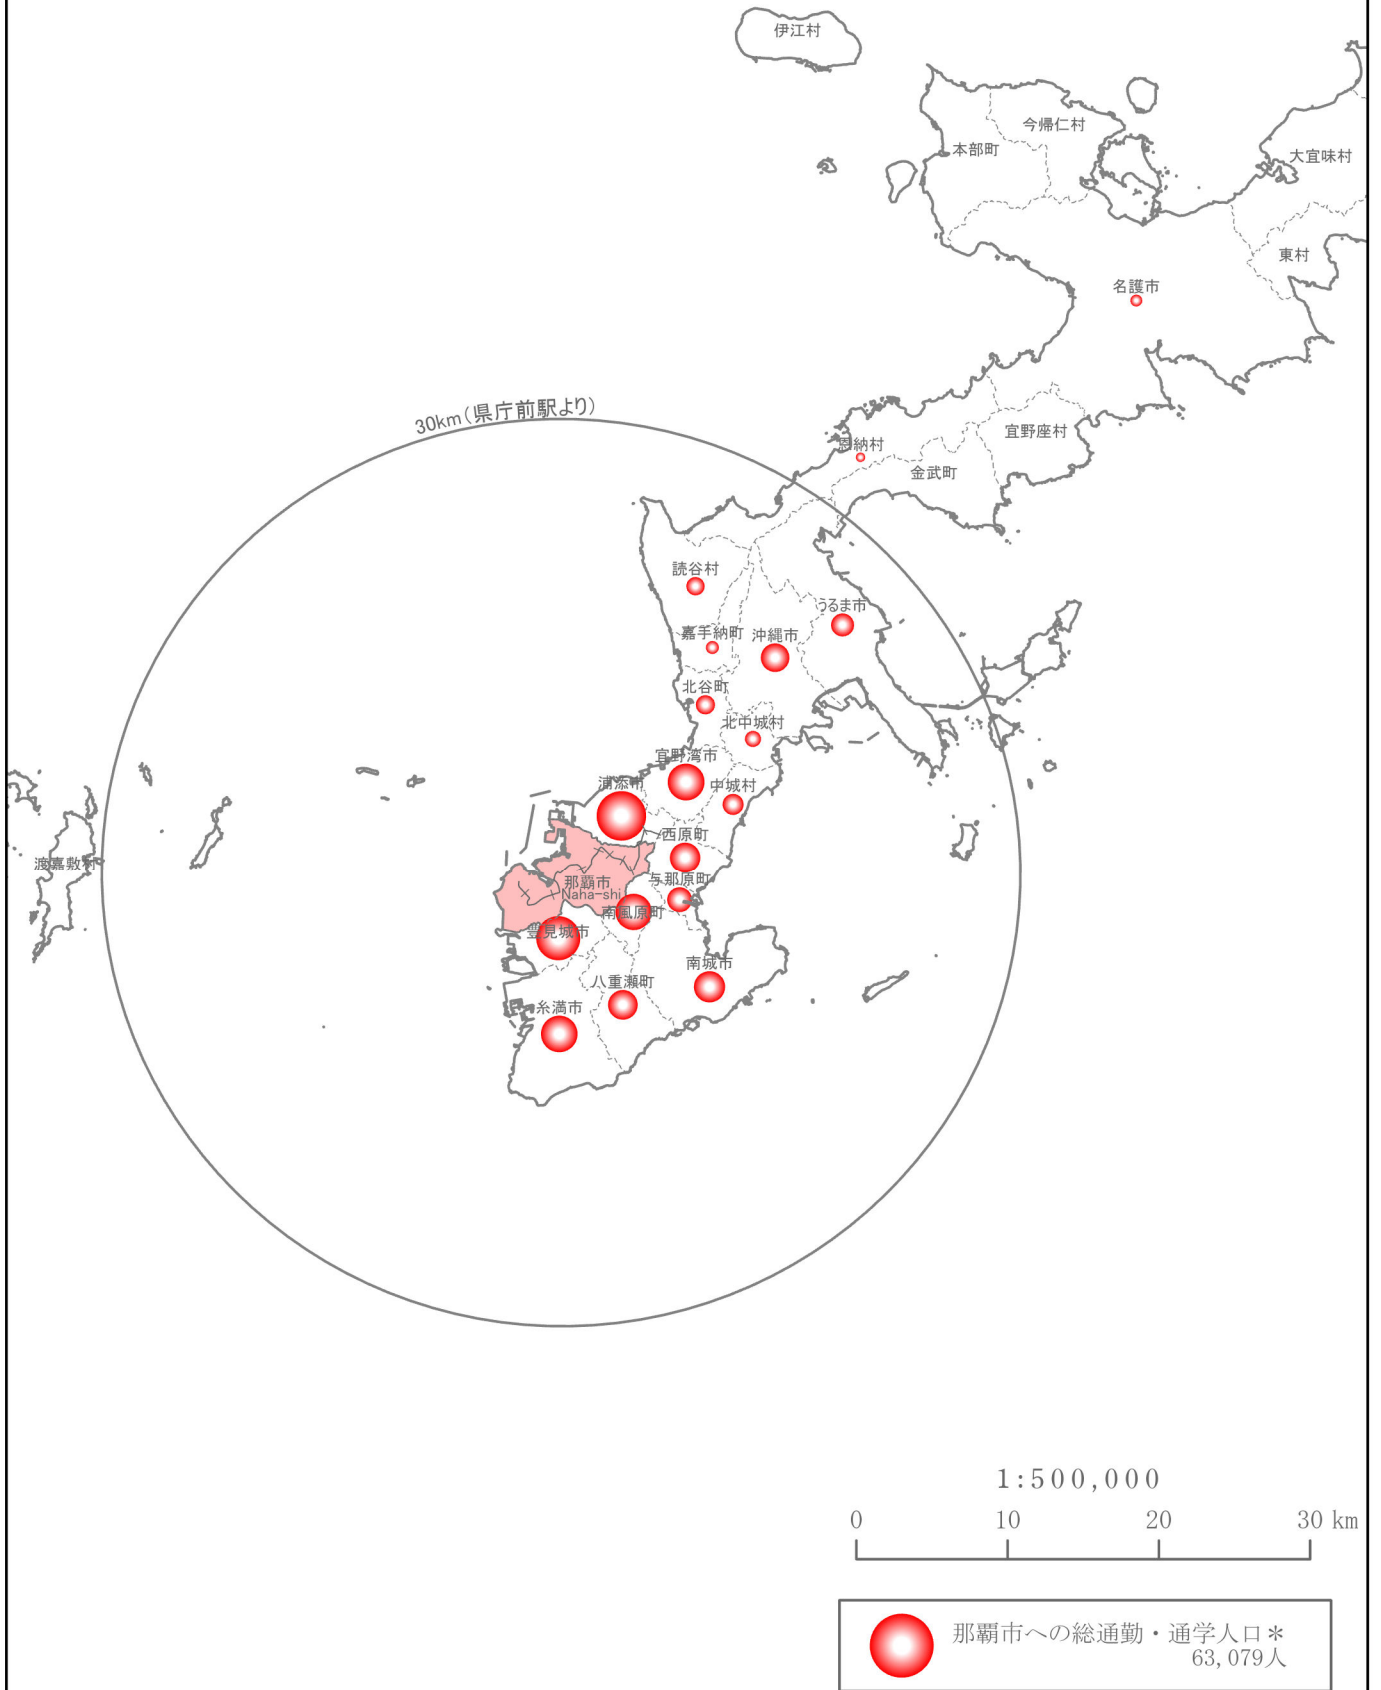 伊江村
今帰仁村
本部町
大宜味村
東村
名護市
30km(県庁前駅より)
宜野座村
恩納村
金武町
読谷村
うるま市
嘉手納町
沖縄市
北谷町
北中城村
宜野湾市
浦添市
中城村
西原町
渡嘉敷村
与那原町
那覇市
Naha-shi
南風原町
豊見城市
南城市
八重瀬町
糸満市
1:500,000
0 10 20 30 km
那覇市への総通勤・通学人口*
63,079人